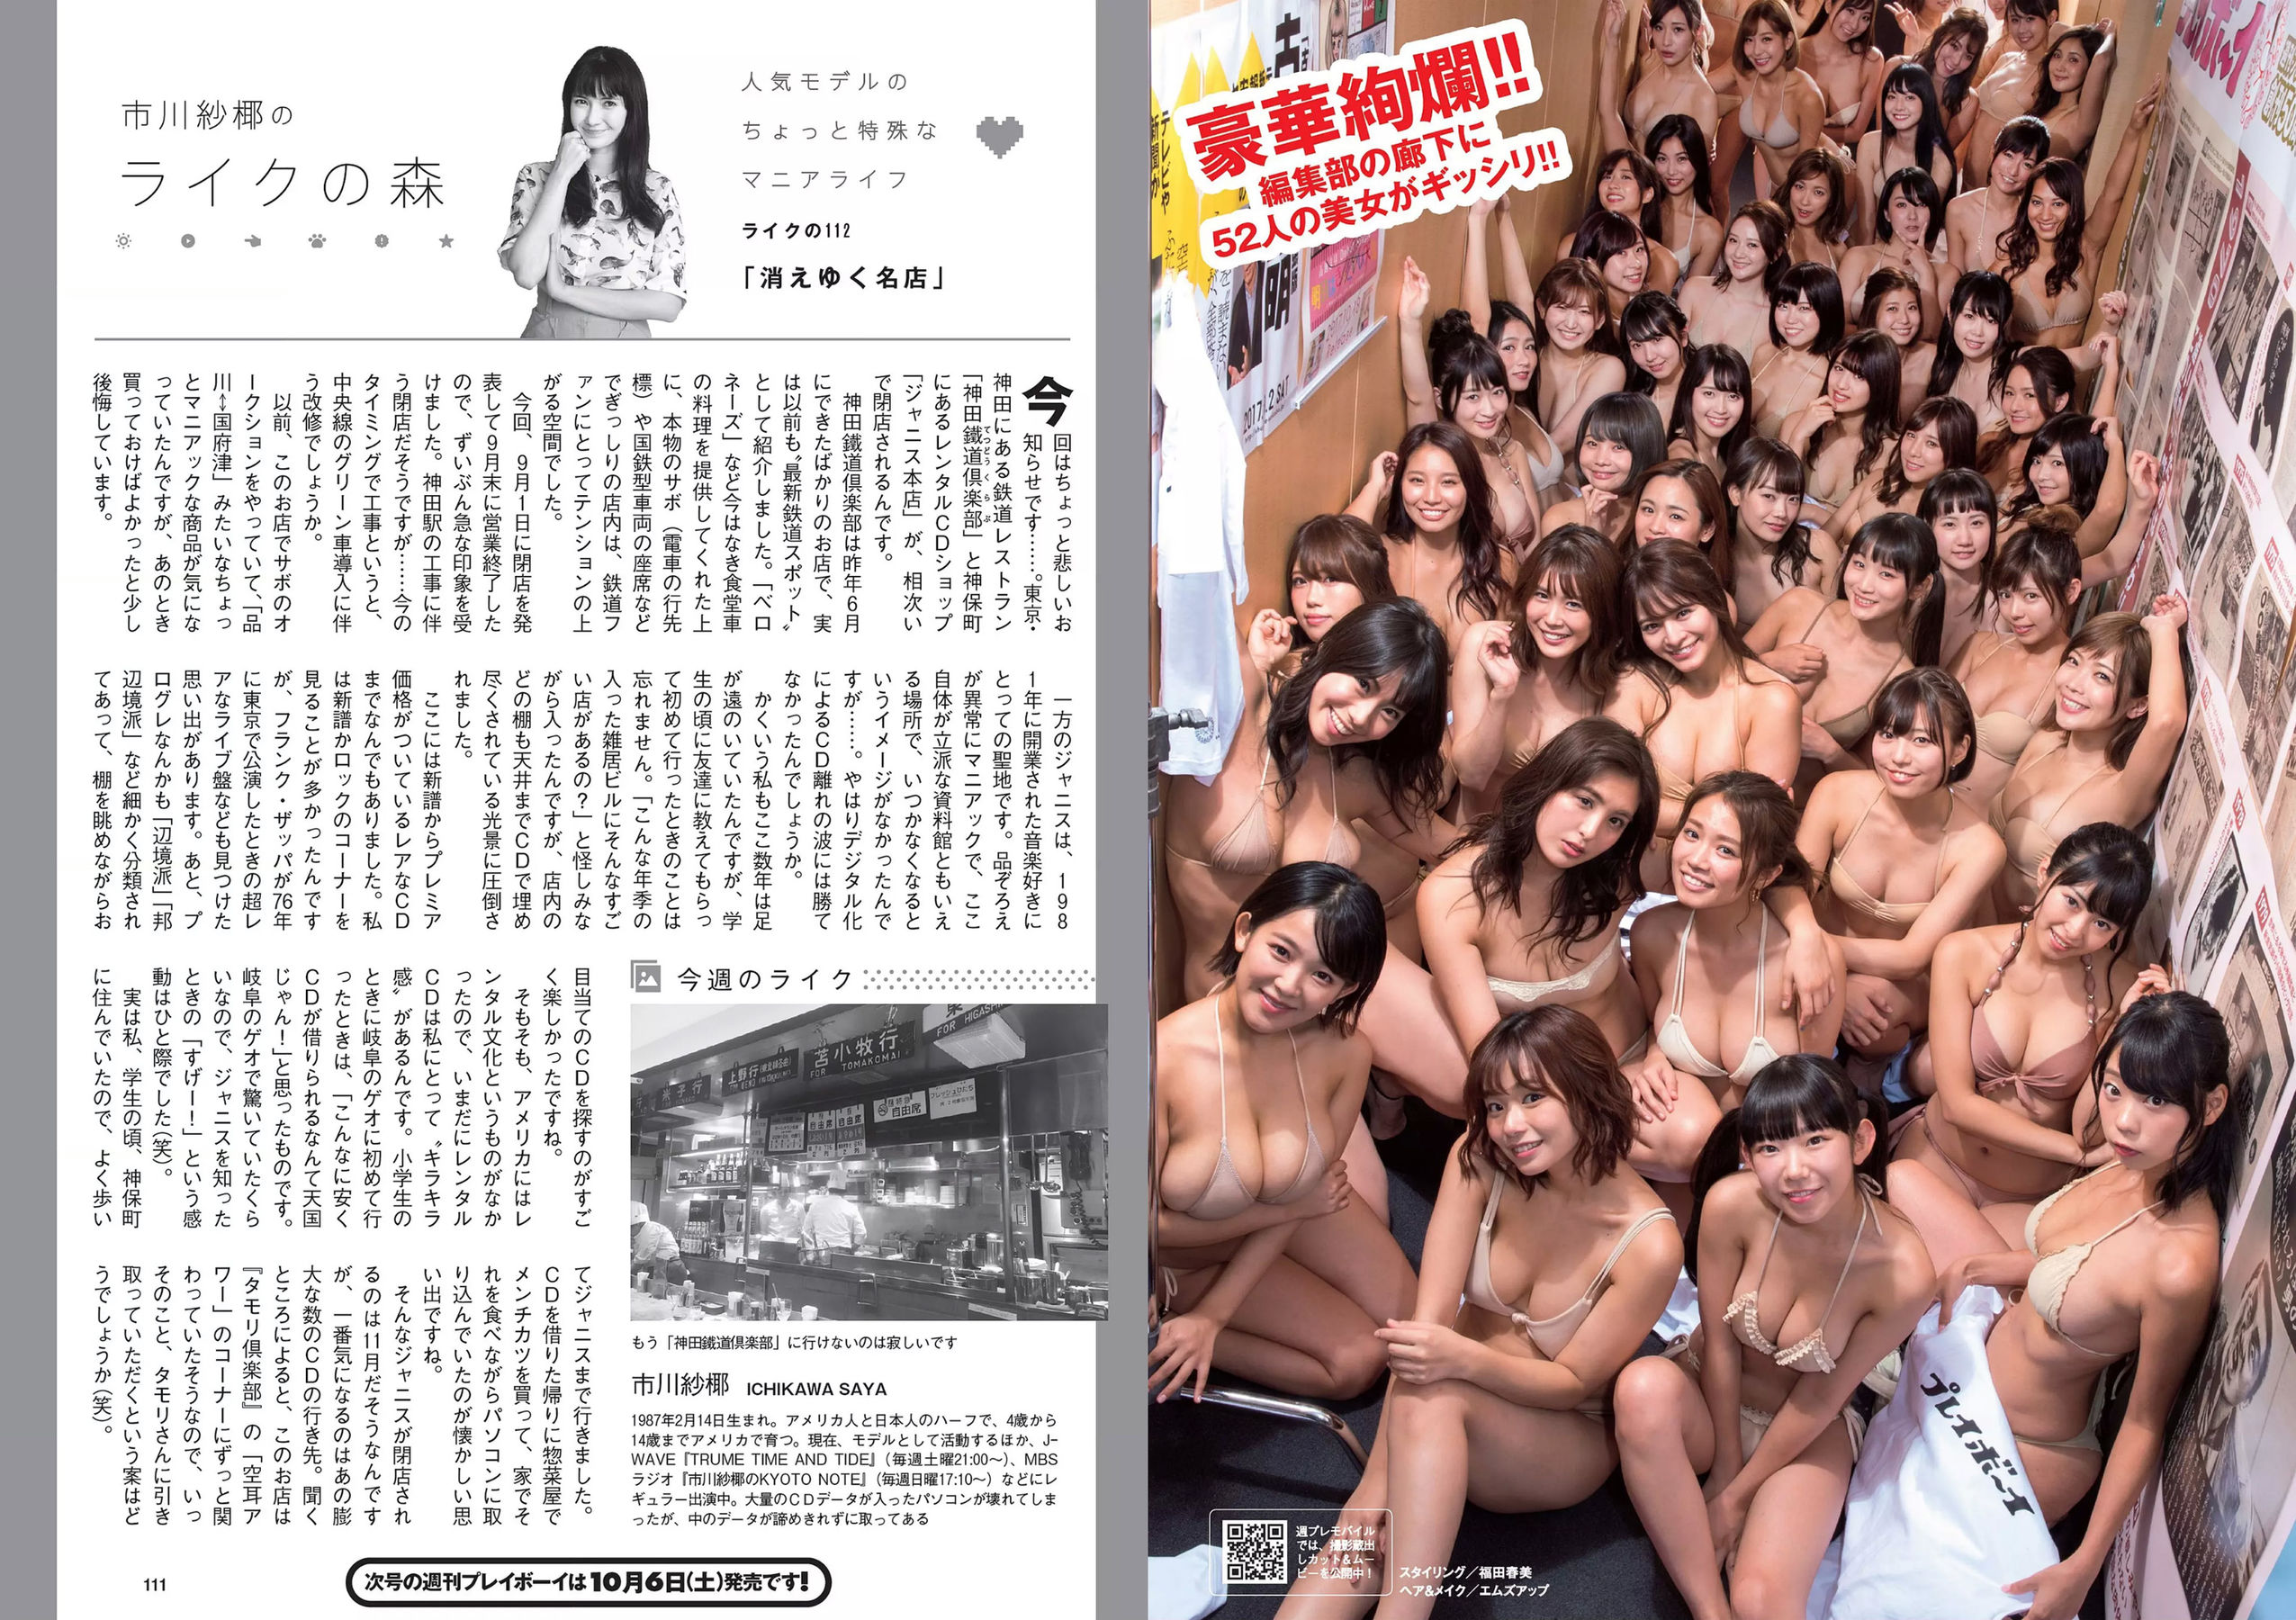 市川紗椰の
ライクの森
人気モデルの
ちょっと特殊な
マニアライフ
ライクの112
「消えゆく名店」
今回はちょっと悲しいお
知らせです……。東京・
神田にある鉄道レストラン
「神田鐵道倶楽部」と神保町
にあるレンタルCDショップ
「ジャニス本店」が、相次い
で閉店されるんです。
神田鐵道倶楽部は昨年6月
にできたばかりのお店で、実
は以前も〝最新鉄道スポット〟
として紹介しました。「ベロ
ネーズ」など今はなき食堂車
の料理を提供してくれた上
に、本物のサボ（電車の行先
標）や国鉄型車両の座席など
でぎっしりの店内は、鉄道フ
ァンにとってテンションの上
がる空間でした。
今回、9月1日に閉店を発
表して9月末に営業終了した
ので、ずいぶん急な印象を受
けました。神田駅の工事に伴
う閉店だそうですが……今の
タイミングで工事というと、
中央線のグリーン車導入に伴
う改修でしょうか。
以前、このお店でサボのオ
ークションをやっていて、「品
川⇔国府津」みたいなちょっ
とマニアックな商品が気にな
っていたんですが、あのとき
買っておけばよかったと少し
後悔しています。
一方のジャニスは、198
1年に開業された音楽好きに
とっての聖地です。品ぞろえ
が異常にマニアックで、ここ
自体が立派な資料館ともいえ
る場所で、いつかなくなると
いうイメージがなかったんで
すが……。やはりデジタル化
によるCD離れの波には勝て
なかったんでしょうか。
かくいう私もここ数年は足
が遠のいていたんですが、学
生の頃に友達に教えてもらっ
て初めて行ったときのことは
忘れません。「こんな年季の
入った雑居ビルにそんなすご
い店があるの？」と怪しみな
がら入ったんですが、店内の
どの棚も天井までCDで埋め
尽くされている光景に圧倒さ
れました。
ここには新譜からプレミア
価格がついているレアなCD
までなんでもありました。私
は新譜かロックのコーナーを
見ることが多かったんです
が、フランク・ザッパが76年
に東京で公演したときの超レ
アなライブ盤なども見つけた
思い出があります。あと、プ
ログレなんかも「辺境派」「邦
辺境派」など細かく分類され
てあって、棚を眺めながらお
目当てのCDを探すのがすご
く楽しかったですね。
そもそも、アメリカにはレ
ンタル文化というものがなか
ったので、いまだにレンタル
CDは私にとって〝キラキラ
感〟があるんです。小学生の
ときに岐阜のゲオに初めて行
ったときは、「こんなに安く
CDが借りられるなんて天国
じゃん！」と思ったものです。
岐阜のゲオで驚いていたくら
いなので、ジャニスを知った
ときの「すげー！」という感
動はひと際でした（笑）。
実は私、学生の頃、神保町
に住んでいたので、よく歩い
てジャニスまで行きました。
CDを借りた帰りに惣菜屋で
メンチカツを買って、家でそ
れを食べながらパソコンに取
り込んでいたのが懐かしい思
い出ですね。
そんなジャニスが閉店され
るのは11月だそうなんです
が、一番気になるのはあの膨
大な数のCDの行き先。聞く
ところによると、このお店は
『タモリ倶楽部』の「空耳ア
ワー」のコーナーにずっと関
わっていたそうなので、いっ
そのこと、タモリさんに引き
取っていただくという案はど
うでしょうか（笑）。
今週のライク
米子行
上野行
苫小牧行
FOR TOMAKOMAI
FOR HIGASHI
自由席
もう「神田鐵道倶楽部」に行けないのは寂しいです
市川紗椰 ICHIKAWA SAYA
1987年2月14日生まれ。アメリカ人と日本人のハーフで、4歳から
14歳までアメリカで育つ。現在、モデルとして活動するほか、J-
WAVE『TRUME TIME AND TIDE』（毎週土曜21:00〜）、MBS
ラジオ『市川紗椰のKYOTO NOTE』（毎週日曜17:10〜）などにレ
ギュラー出演中。大量のCDデータが入ったパソコンが壊れてしま
ったが、中のデータが諦めきれずに取ってある
111
次号の週刊プレイボーイは10月6日(土)発売です!
豪華絢爛!!
編集部の廊下に
52人の美女がギッシリ!!
テレビや
新聞が
プレイボーイ
週プレモバイル
では、撮影蔵出
しカット&ムー
ビーを公開中！
スタイリング／福田春美
ヘア&メイク／エムズアップ